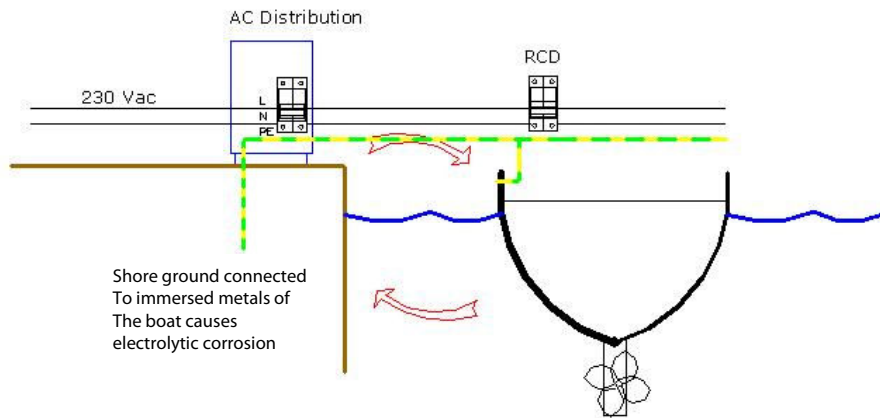 AC Distribution
RCD
230 Vac
L
N
PE
Shore ground connected
To immersed metals of
The boat causes
electrolytic corrosion